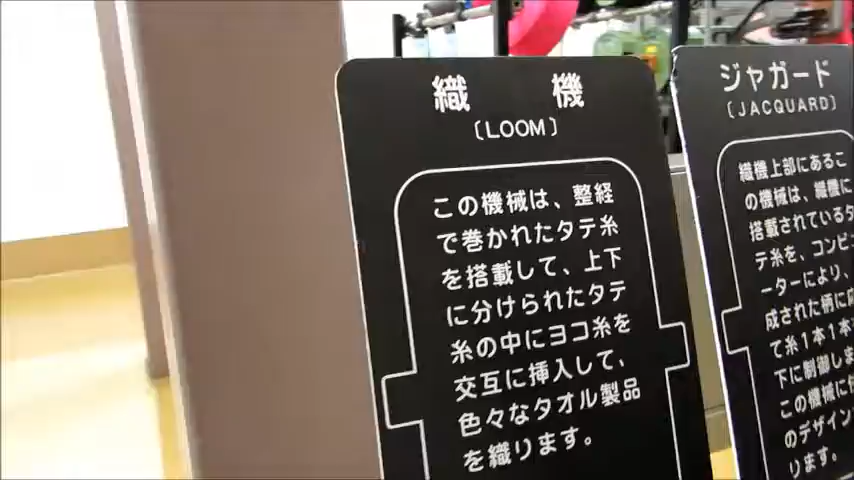 織機
〔LOOM〕
この機械は、整経
で巻かれたタテ糸
を搭載して、上下
に分けられたタテ
糸の中にヨコ糸を
交互に挿入して、
色々なタオル製品
を織ります。
ジャガード
〔JACQUARD〕
織機上部にあるこ
の機械は、織機に
搭載されている
テ糸を、コンピ
ーターにより、
成された柄に
て糸1本1本
下に制御し
この機械に
のデザイン
ります。